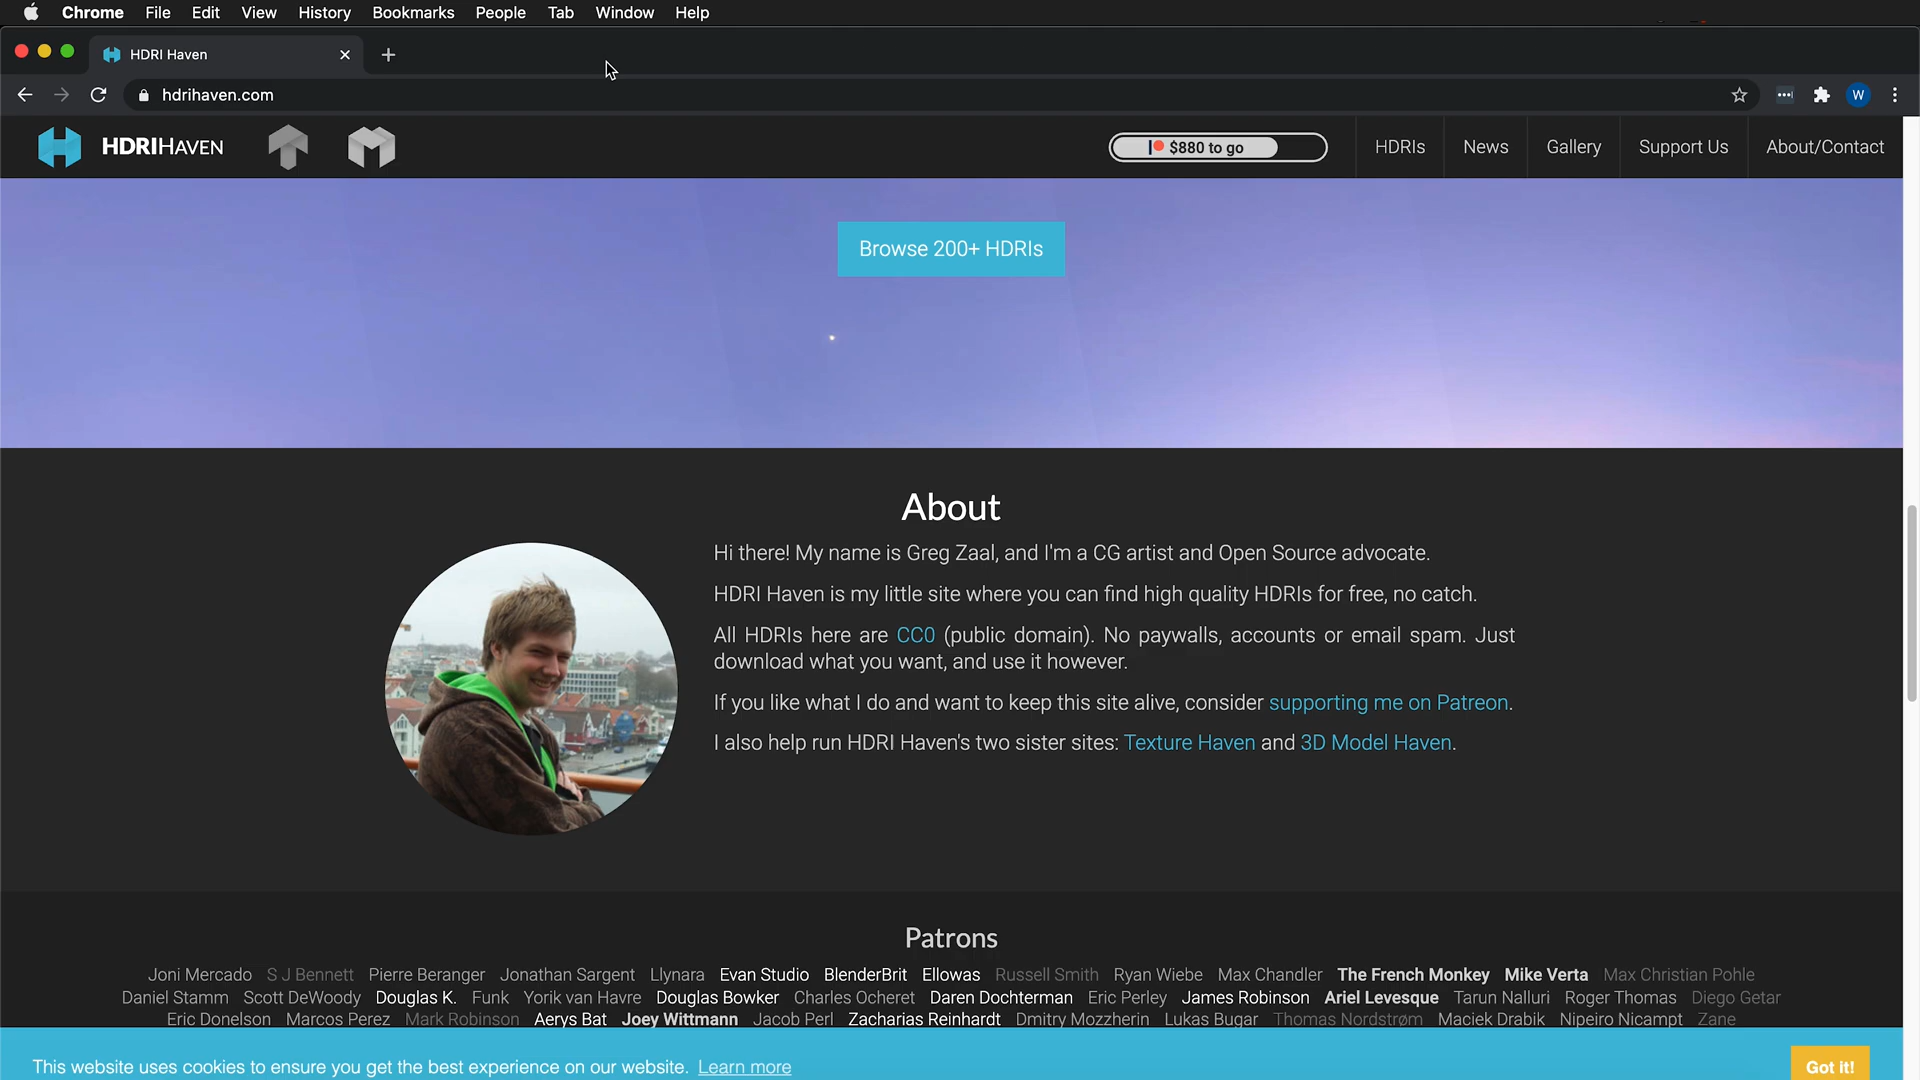 Chrome File Edit View History Bookmarks People Tab Window Help
HDRI Haven
hdrihaven.com
W
HDRIHAVEN
$880 to go
HDRIs News Gallery Support Us About/Contact
Browse 200+ HDRIs
About
Hi there! My name is Greg Zaal, and I'm a CG artist and Open Source advocate.
HDRI Haven is my little site where you can find high quality HDRIs for free, no catch.
All HDRIs here are CC0 (public domain). No paywalls, accounts or email spam. Just
download what you want, and use it however.
If you like what I do and want to keep this site alive, consider supporting me on Patreon.
I also help run HDRI Haven's two sister sites: Texture Haven and 3D Model Haven.
Patrons
Joni Mercado S J Bennett Pierre Beranger Jonathan Sargent Llynara Evan Studio BlenderBrit Ellowas Russell Smith Ryan Wiebe Max Chandler The French Monkey Mike Verta Max Christian Pohle
Daniel Stamm Scott DeWoody Douglas K. Funk Yorik van Havre Douglas Bowker Charles Ocheret Daren Dochterman Eric Perley James Robinson Ariel Levesque Tarun Nalluri Roger Thomas Diego Getar
Eric Donelson Marcos Perez Mark Robinson Aerys Bat Joey Wittmann Jacob Perl Zacharias Reinhardt Dmitry Mozzherin Lukas Bugar Thomas Nordstrøm Maciek Drabik Nipeiro Nicampt Zane
This website uses cookies to ensure you get the best experience on our website. Learn more
Got it!